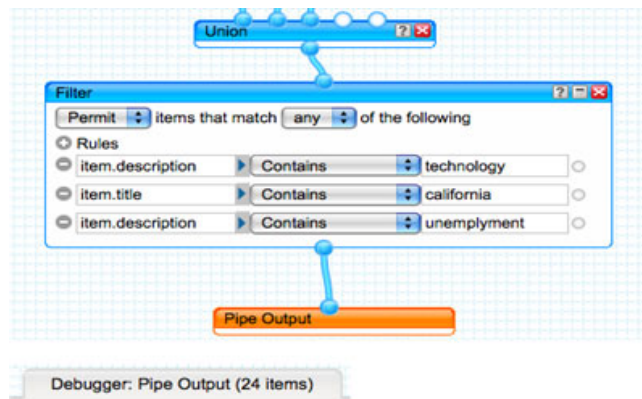 Union
Filter
Permit items that match any of the following
Rules
item.description Contains technology
item.title Contains california
item.description Contains unemplyment
Pipe Output
Debugger: Pipe Output (24 items)